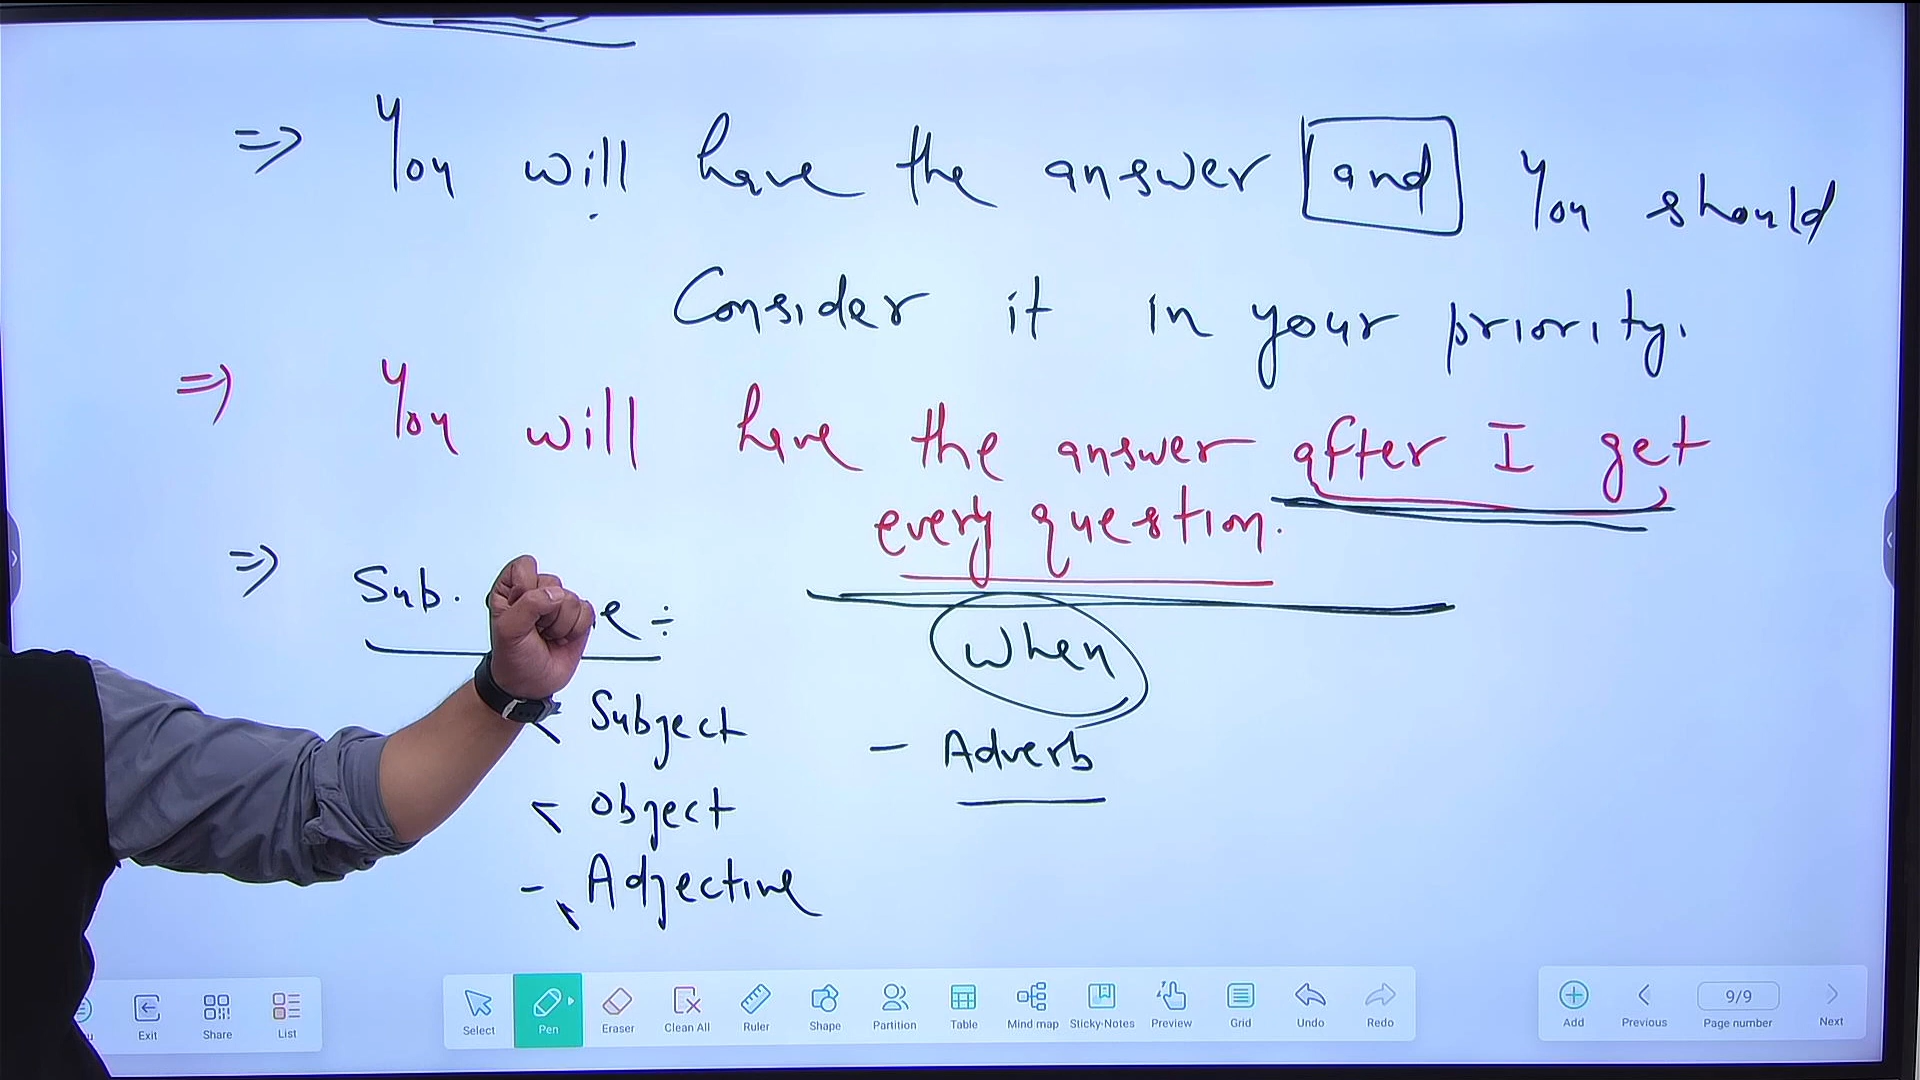 => You will have the answer and You should
Consider it in your priority.
=> You will have the answer after I get
every question.
=> Sub.
When
Subject
- Adverb
Object
- Adjective
Exit
Share
List
Select
Pen
Eraser
Clean All
Ruler
Shape
Partition
Table
Mind map
Sticky-Notes
Preview
Grid
Undo
Redo
Add
Previous
9/9
Page number
Next